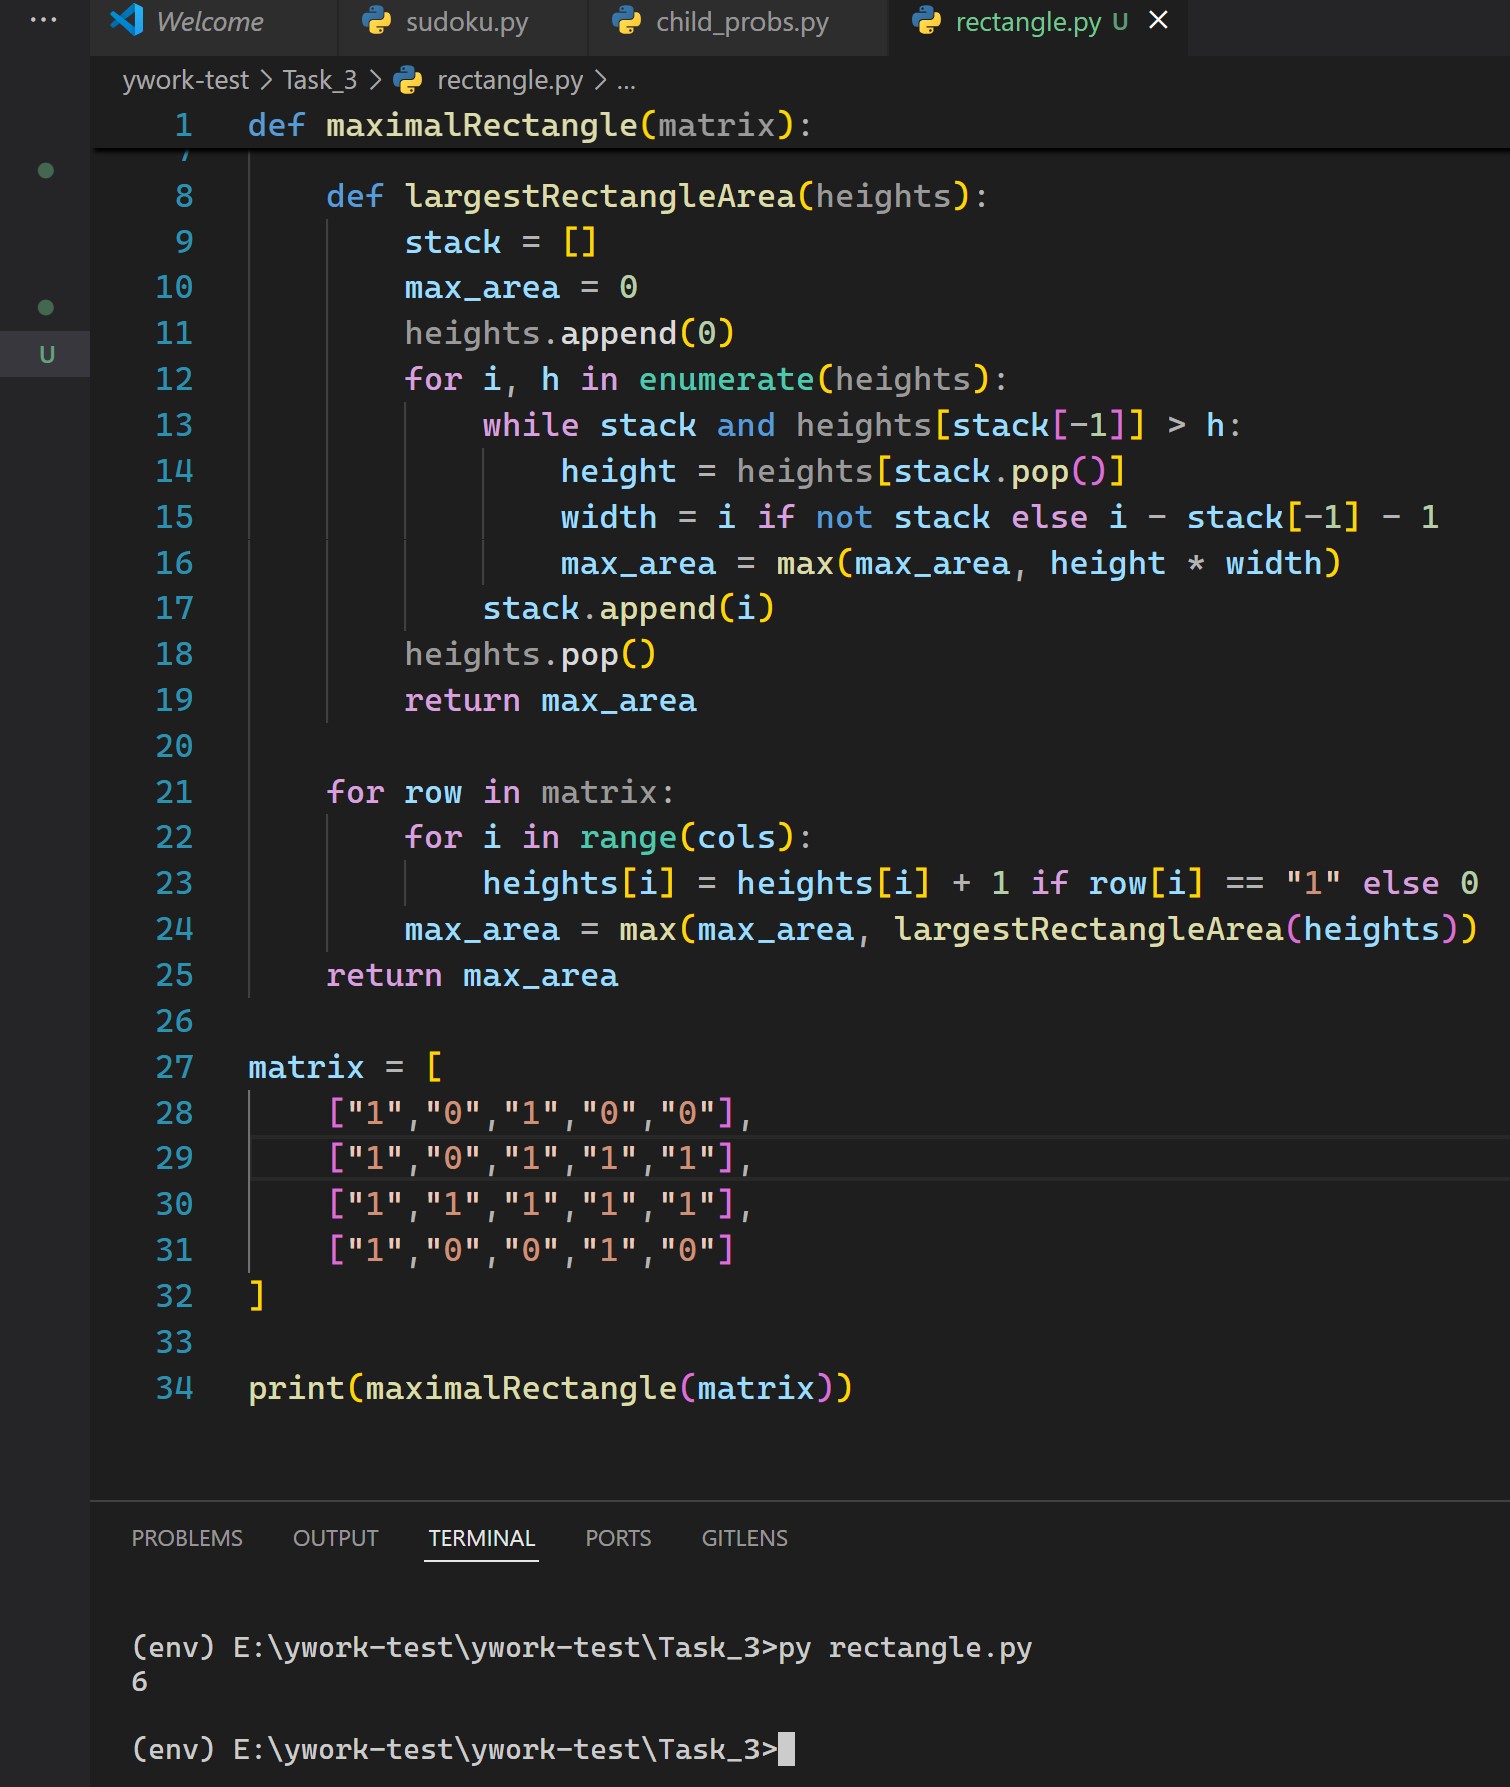 Welcome sudoku.py child_probs.py rectangle.py U
ywork-test > Task_3 > rectangle.py > ...
1 def maximalRectangle(matrix):
7
8 def largestRectangleArea(heights):
9 stack = []
10 max_area = 0
11 heights.append(0)
12 for i, h in enumerate(heights):
13 while stack and heights[stack[-1]] > h:
14 height = heights[stack.pop()]
15 width = i if not stack else i - stack[-1] - 1
16 max_area = max(max_area, height * width)
17 stack.append(i)
18 heights.pop()
19 return max_area
20
21 for row in matrix:
22 for i in range(cols):
23 heights[i] = heights[i] + 1 if row[i] == "1" else 0
24 max_area = max(max_area, largestRectangleArea(heights))
25 return max_area
26
27 matrix = [
28 ["1","0","1","0","0"],
29 ["1","0","1","1","1"],
30 ["1","1","1","1","1"],
31 ["1","0","0","1","0"]
32 ]
33
34 print(maximalRectangle(matrix))
U
PROBLEMS OUTPUT TERMINAL PORTS GITLENS
(env) E:\ywork-test\ywork-test\Task_3>py rectangle.py
6
(env) E:\ywork-test\ywork-test\Task_3>